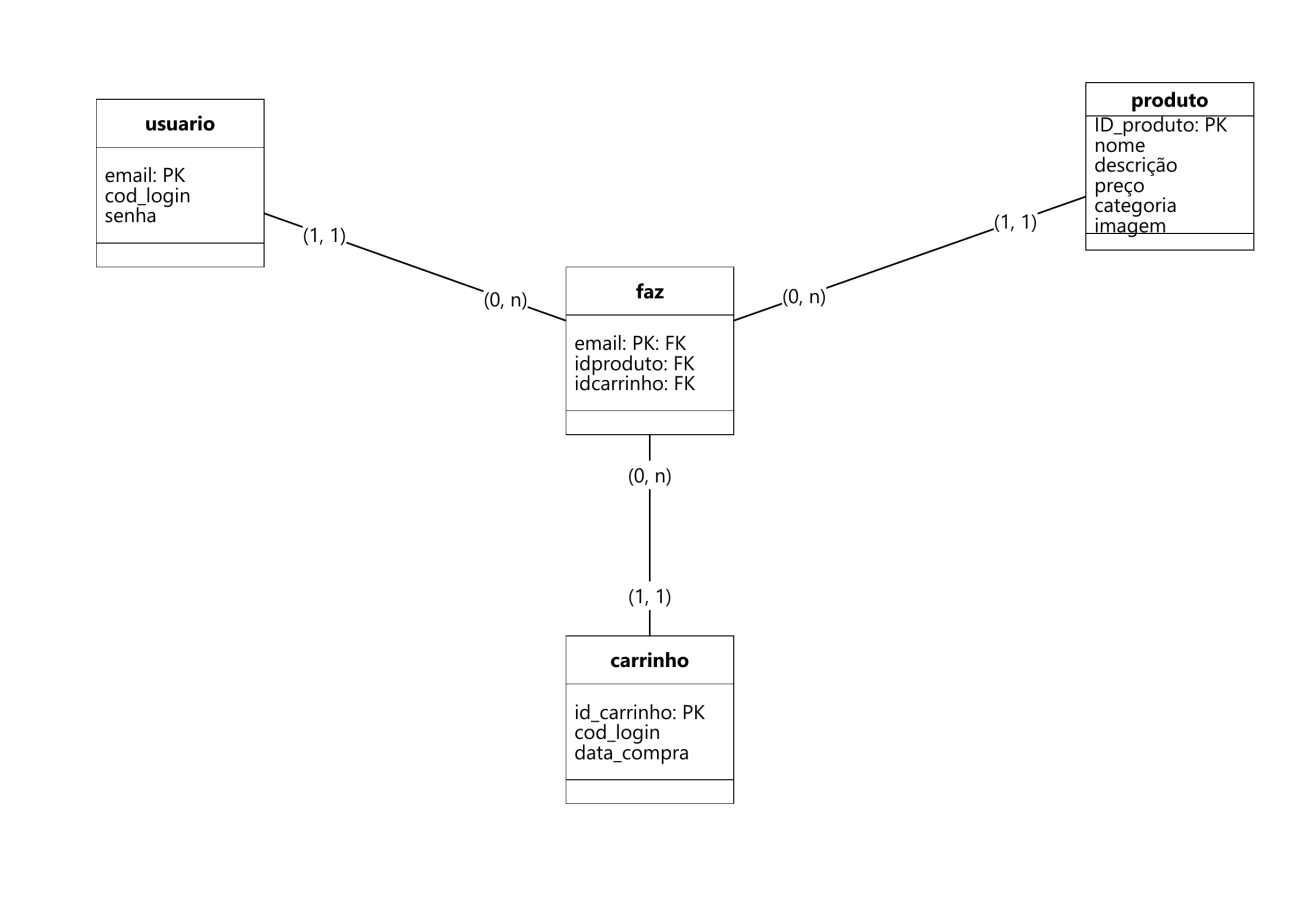 usuario
email: PK
cod_login
senha
produto
ID_produto: PK
nome
descrição
preço
categoria
imagem
(1, 1)
(0, n)
(1, 1)
(0, n)
faz
email: PK: FK
idproduto: FK
idcarrinho: FK
(0, n)
(1, 1)
carrinho
id_carrinho: PK
cod_login
data_compra